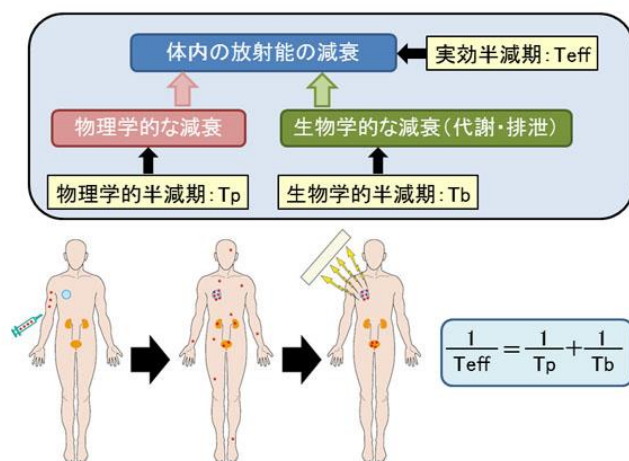 体内の放射能の減衰
実効半減期:Teff
物理学的な減衰
生物学的な減衰(代謝・排泄)
物理学的半減期:Tp
生物学的半減期:Tb
1/Teff = 1/Tp + 1/Tb